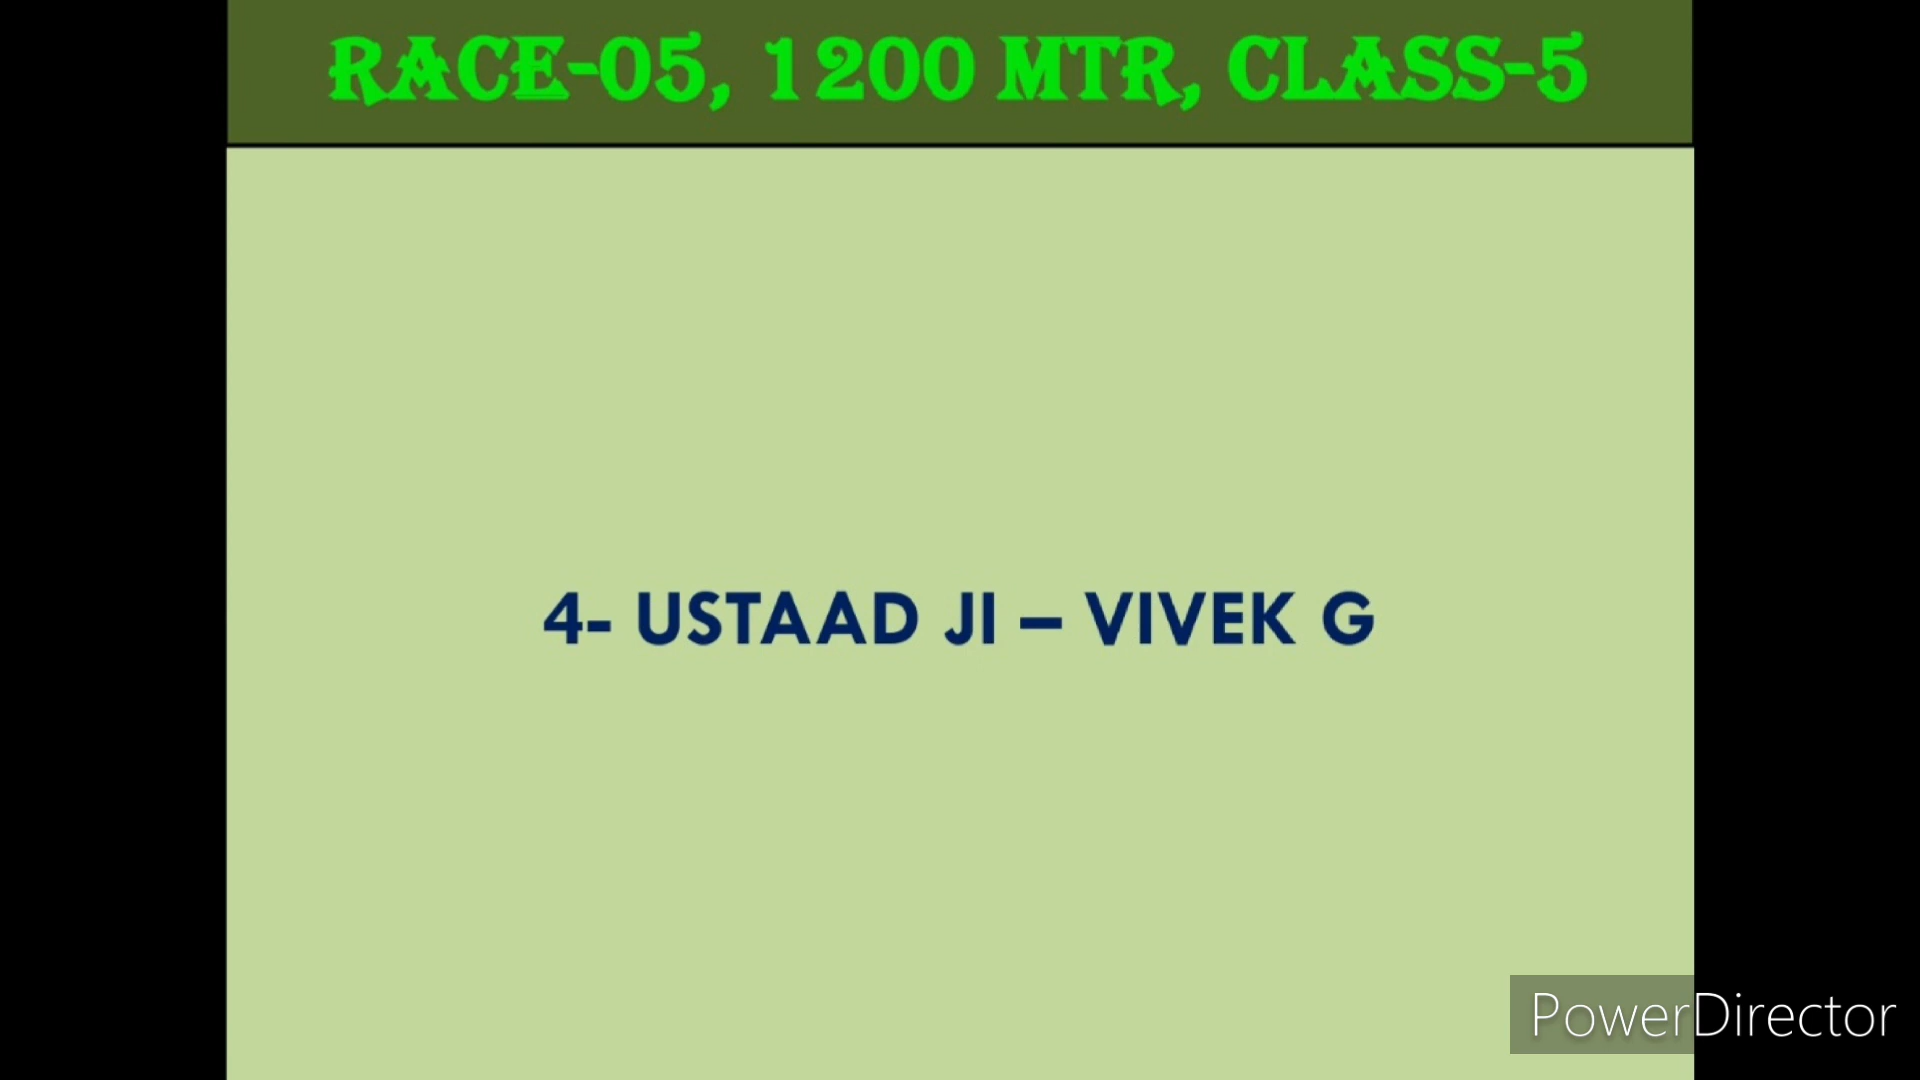 RACE-05, 1200 MTR, CLASS-5
4- USTAAD JI – VIVEK G
PowerDirector